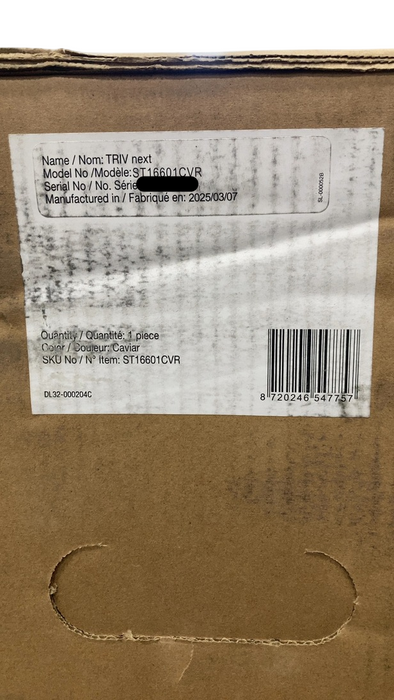 Name / Nom: TRIV next
Model No /Modèle:ST16601CVR
Serial No / No. Série
Manufactured in / Fabriqué en: 2025/03/07
SL-000052B
Quantity / Quantité: 1 piece
Color / Couleur: Caviar
SKU No / N° Item: ST16601CVR
DL32-000204C
8 720246 547757